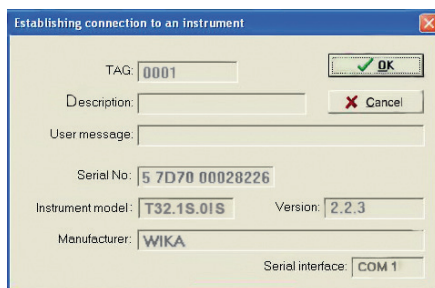 Establishing connection to an instrument
TAG: 0001
OK
Description:
Cancel
User message:
Serial No: 5 7D70 00028226
Instrument model: T32.1S.0IS
Version: 2.2.3
Manufacturer: WIKA
Serial interface: COM 1